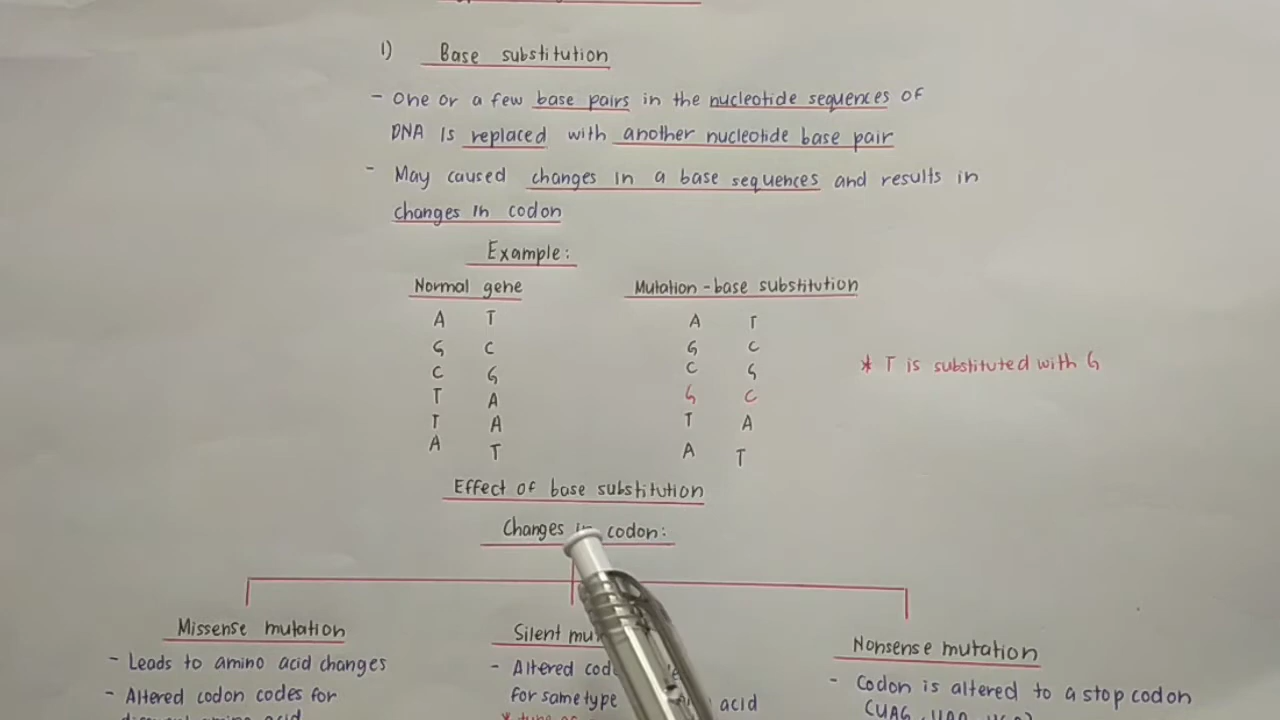 1) Base substitution
- One or a few base pairs in the nucleotide sequences of
DNA is replaced with another nucleotide base pair
- May caused changes in a base sequences and results in
changes in codon
Example:
Normal gene Mutation - base substitution
A T A T
G C G C
C G C G
T A G C
* T is substituted with G
T A T A
A T A T
Effect of base substitution
Changes in codon:
Missense mutation Silent Nonsense mutation
- Leads to amino acid changes
- Altered
- Codon is altered to a stop codon
- Altered codon codes for
for same type acid
(UAG, UAA,